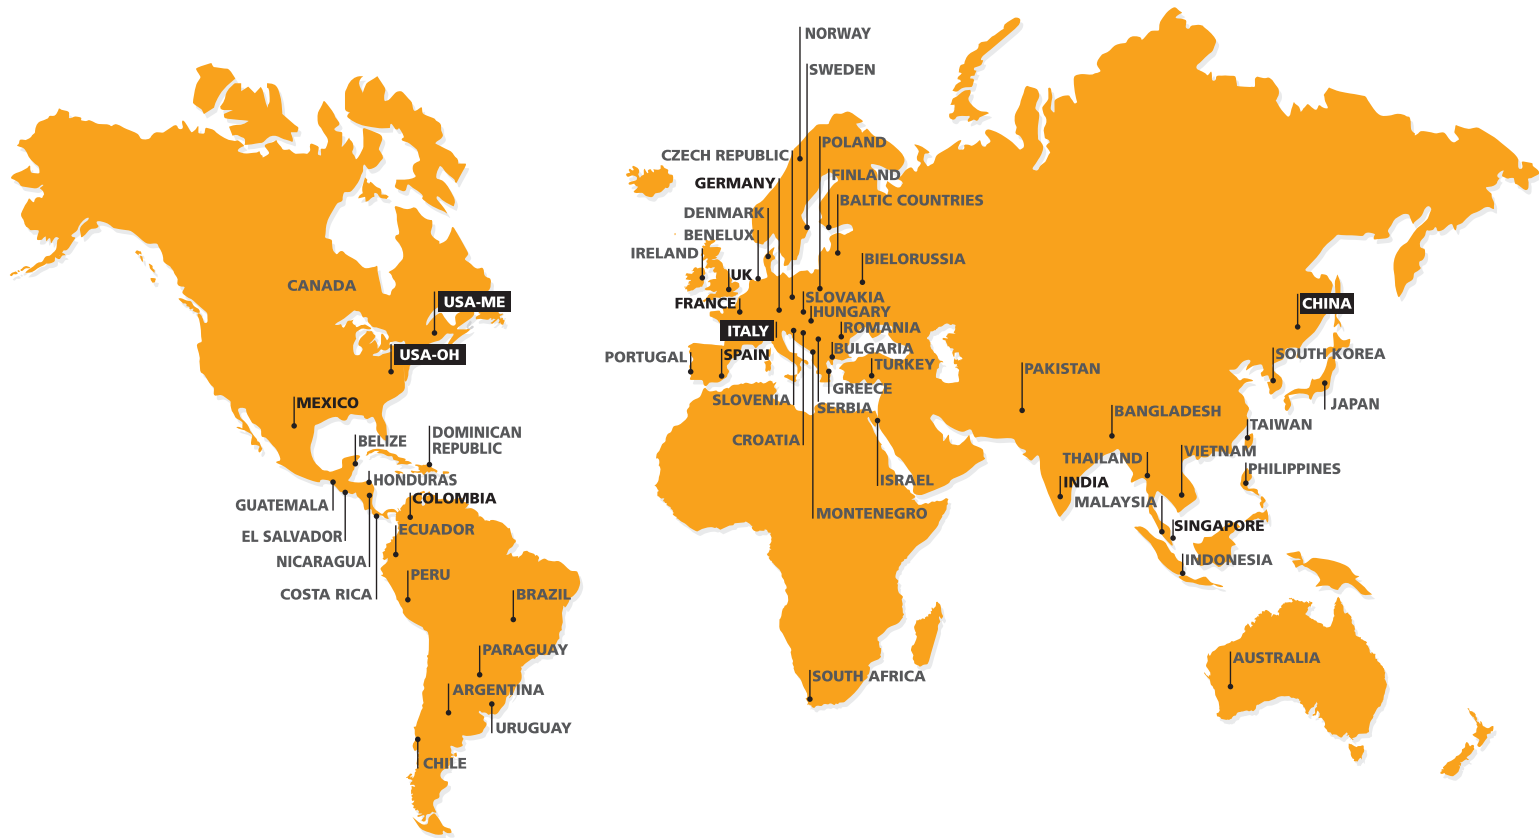 NORWAY
SWEDEN
POLAND
CZECH REPUBLIC
FINLAND
GERMANY
BALTIC COUNTRIES
DENMARK
BENELUX
IRELAND
BIELORUSSIA
UK
CANADA
SLOVAKIA
USA-ME
FRANCE
CHINA
HUNGARY
ROMANIA
ITALY
BULGARIA
USA-OH
SPAIN
SOUTH KOREA
PORTUGAL
TURKEY
PAKISTAN
GREECE
SLOVENIA
MEXICO
JAPAN
SERBIA
BANGLADESH
TAIWAN
DOMINICAN
REPUBLIC
BELIZE
CROATIA
VIETNAM
THAILAND
PHILIPPINES
HONDURAS
ISRAEL
INDIA
COLOMBIA
MALAYSIA
GUATEMALA
MONTENEGRO
SINGAPORE
ECUADOR
EL SALVADOR
NICARAGUA
INDONESIA
PERU
COSTA RICA
BRAZIL
PARAGUAY
AUSTRALIA
SOUTH AFRICA
ARGENTINA
URUGUAY
CHILE